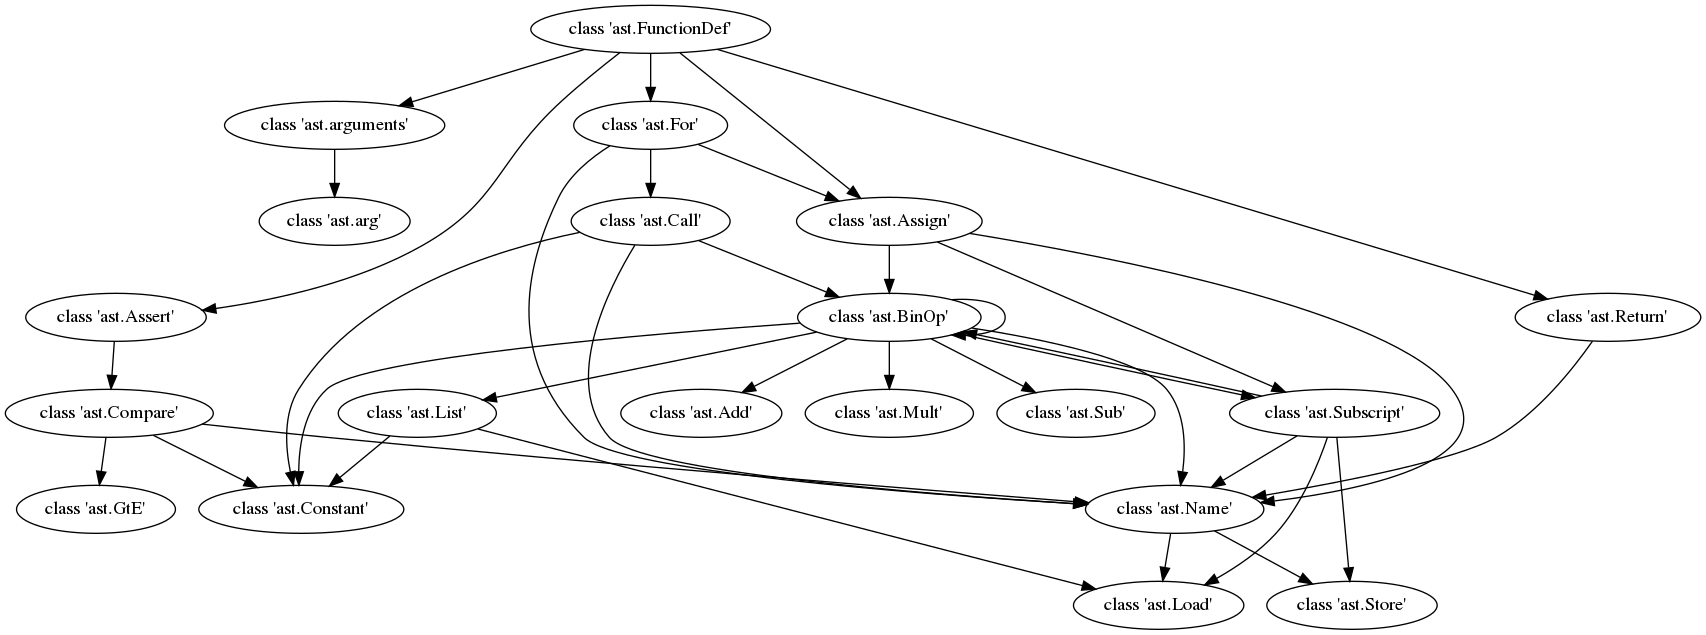 class 'ast.FunctionDef'
class 'ast.arguments'
class 'ast.For'
class 'ast.arg'
class 'ast.Call'
class 'ast.Assign'
class 'ast.Assert'
class 'ast.BinOp'
class 'ast.Return'
class 'ast.Compare'
class 'ast.List'
class 'ast.Add'
class 'ast.Mult'
class 'ast.Sub'
class 'ast.Subscript'
class 'ast.GtE'
class 'ast.Constant'
class 'ast.Name'
class 'ast.Load'
class 'ast.Store'